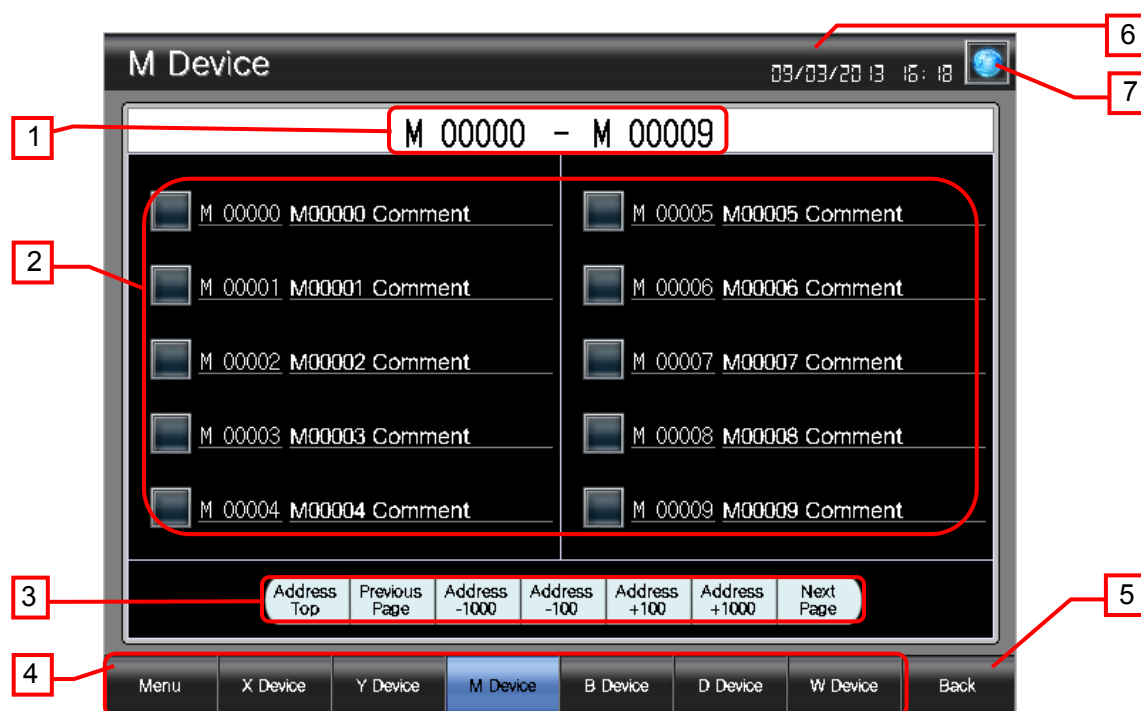 6
M Device
03/03/2013 16:18
7
1
M 00000 - M 00009
M 00000 M00000 Comment
M 00005 M00005 Comment
2
M 00001 M00001 Comment
M 00006 M00006 Comment
M 00002 M00002 Comment
M 00007 M00007 Comment
M 00003 M00003 Comment
M 00008 M00008 Comment
M 00004 M00004 Comment
M 00009 M00009 Comment
3
Address Top
Previous Page
Address -1000
Address -100
Address +100
Address +1000
Next Page
5
4
Menu
X Device
Y Device
M Device
B Device
D Device
W Device
Back